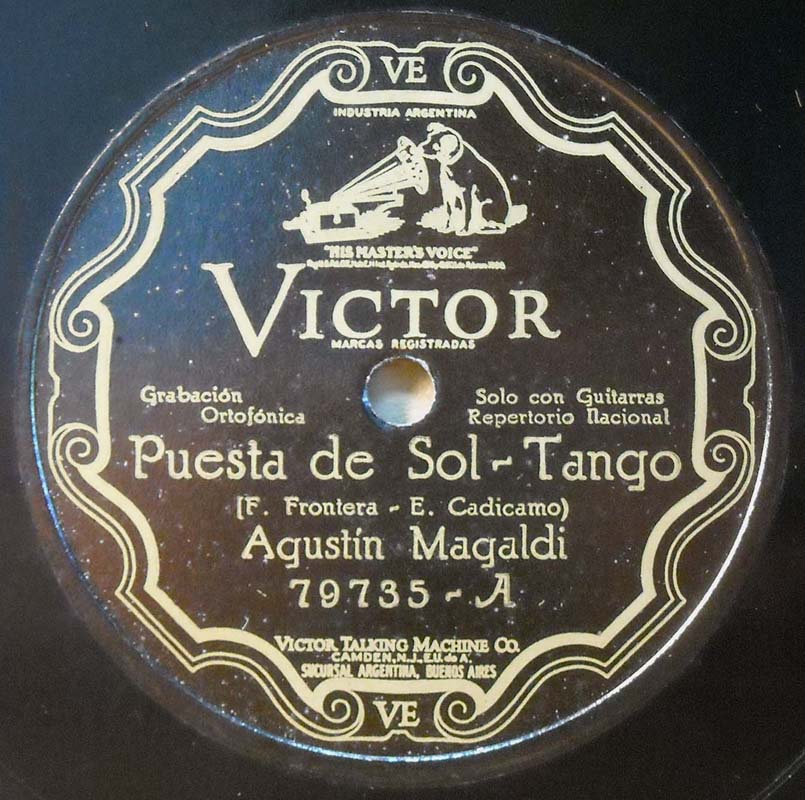 VE
INDUSTRIA ARGENTINA
"HIS MASTER'S VOICE"
VICTOR
MARCAS REGISTRADAS
Grabación Ortofónica
Solo con Guitarras
Repertorio Nacional
Puesta de Sol - Tango
(F. Frontera - E. Cadicamo)
Agustín Magaldi
79735 - A
VICTOR TALKING MACHINE CO.
CAMDEN, N.J., E.U. de A.
SUCURSAL ARGENTINA, BUENOS AIRES
VE